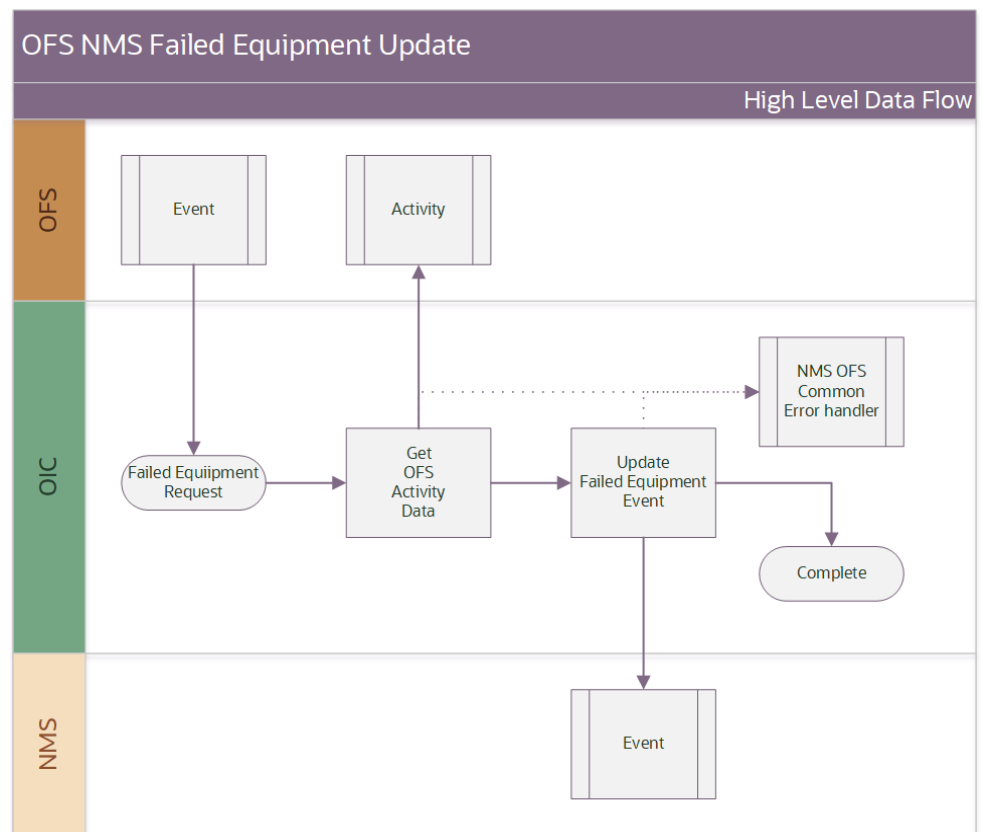 OFS NMS Failed Equipment Update
High Level Data Flow
OFS
Event
Activity
OIC
NMS OFS
Common
Error handler
Failed Equiipment
Request
Get
OFS
Activity
Data
Update
Failed Equipment
Event
Complete
NMS
Event